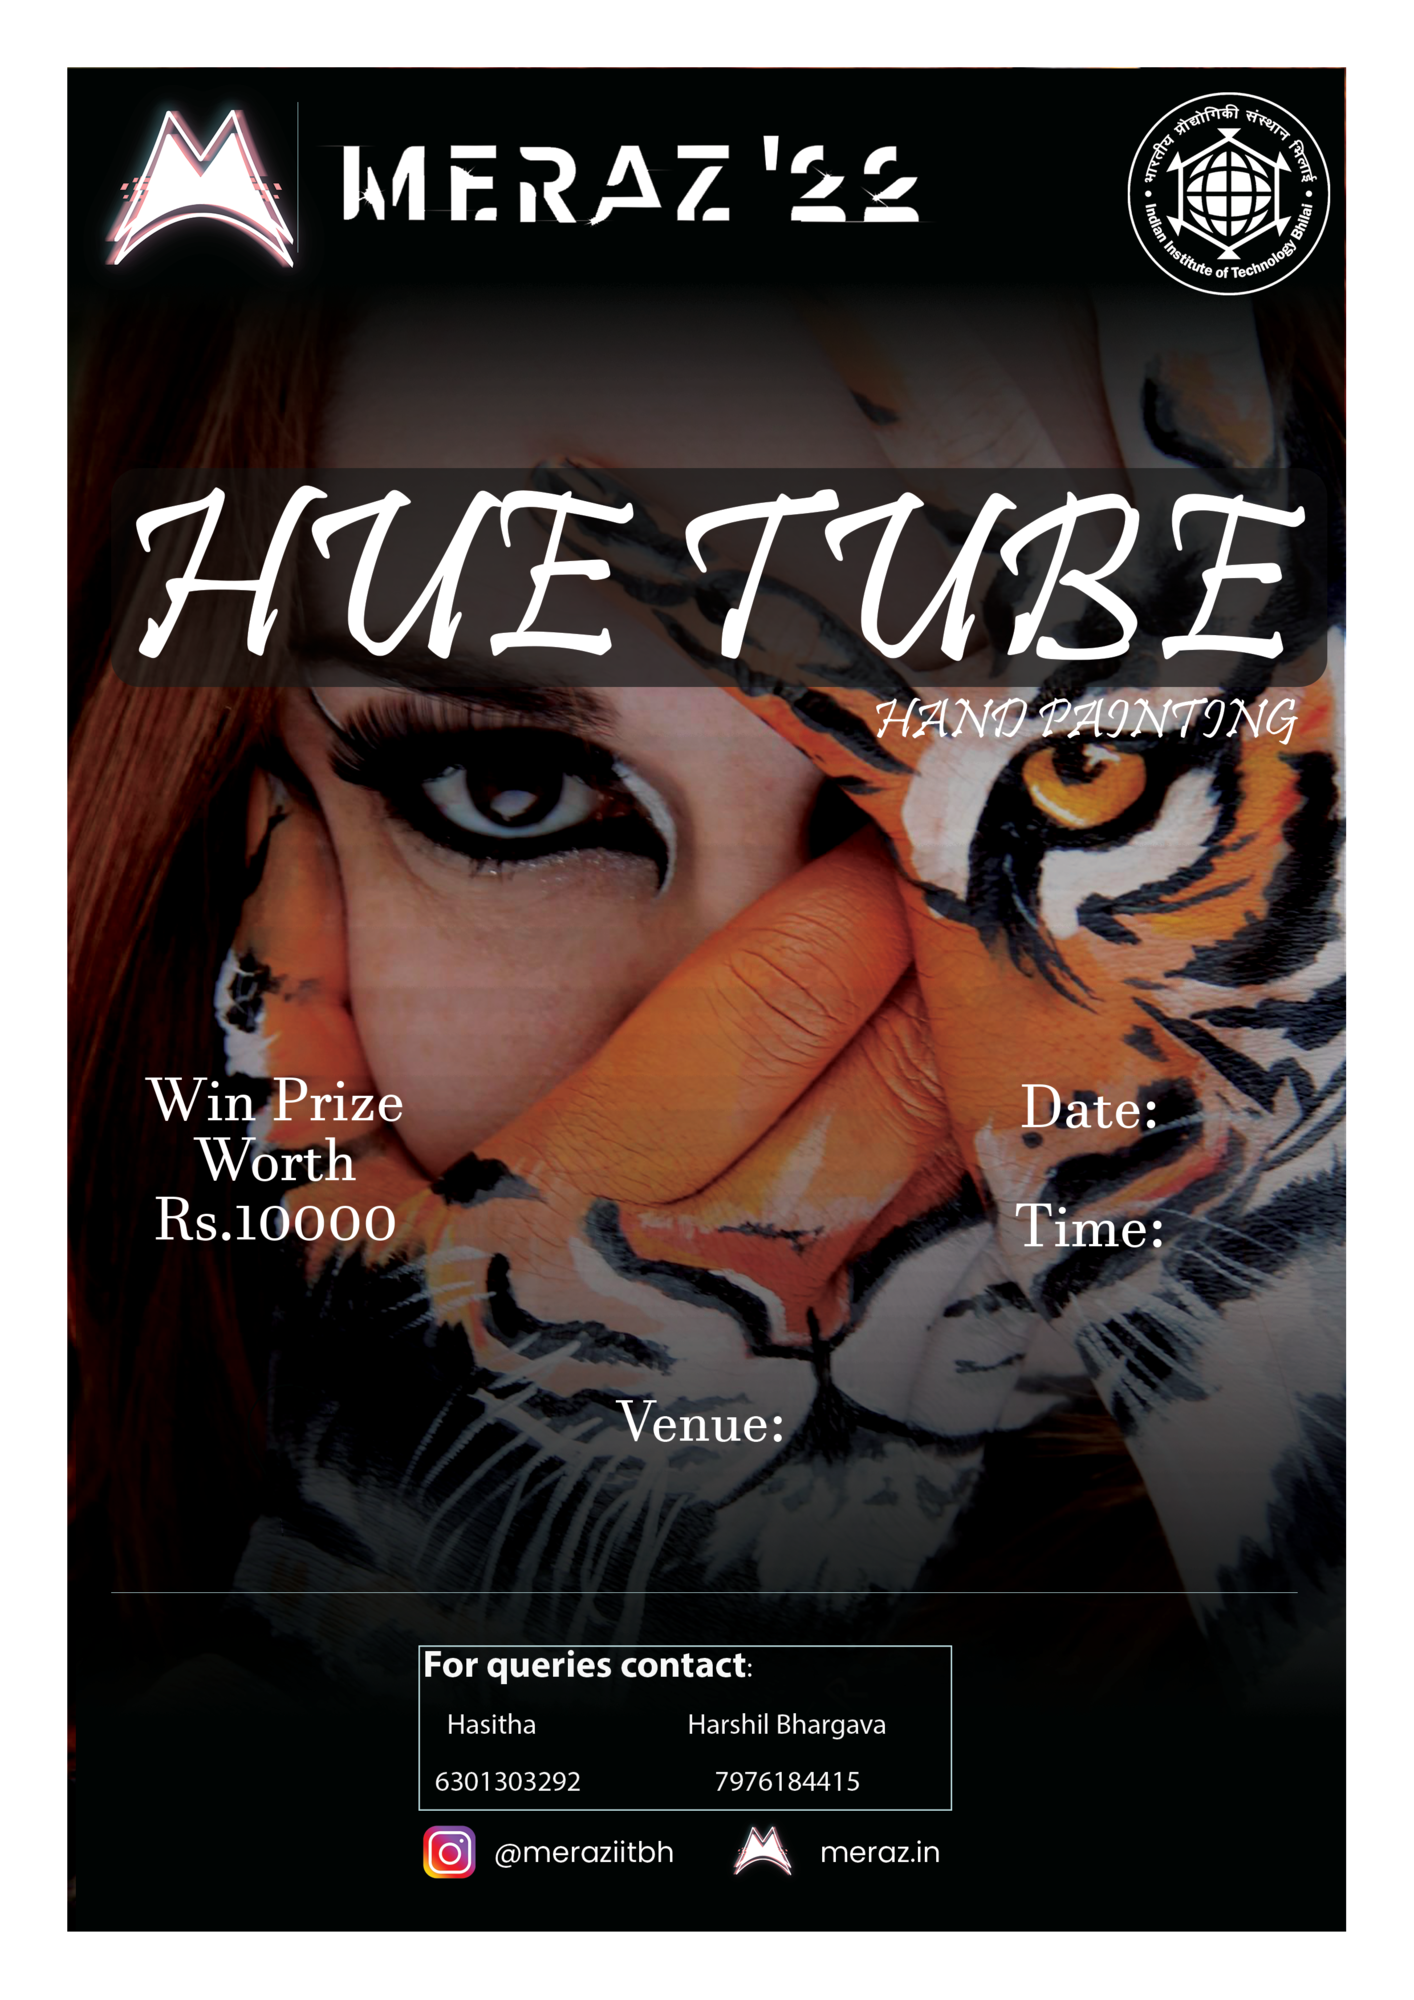 MERAZ '22
भारतीय प्रौद्योगिकी संस्थान भिलाई
Indian Institute of Technology Bhilai
HUE TUBE
HAND PAINTING
Win Prize
Worth
Rs.10000
Date:
Time:
Venue:
For queries contact:
Hasitha Harshil Bhargava
6301303292 7976184415
@meraziitbh meraz.in